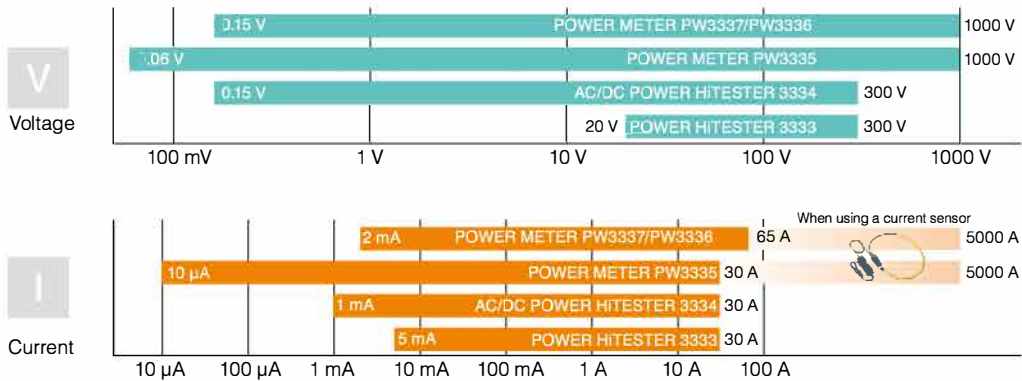 0.15 V POWER METER PW3337/PW3336 1000 V
0.06 V POWER METER PW3335 1000 V
V
0.15 V AC/DC POWER HiTESTER 3334 300 V
Voltage
20 V POWER HiTESTER 3333 300 V
100 mV 1 V 10 V 100 V 1000 V
When using a current sensor
2 mA POWER METER PW3337/PW3336 65 A 5000 A
10 µA POWER METER PW3335 30 A 5000 A
I
1 mA AC/DC POWER HiTESTER 3334 30 A
5 mA POWER HiTESTER 3333 30 A
Current
10 µA 100 µA 1 mA 10 mA 100 mA 1 A 10 A 100 A